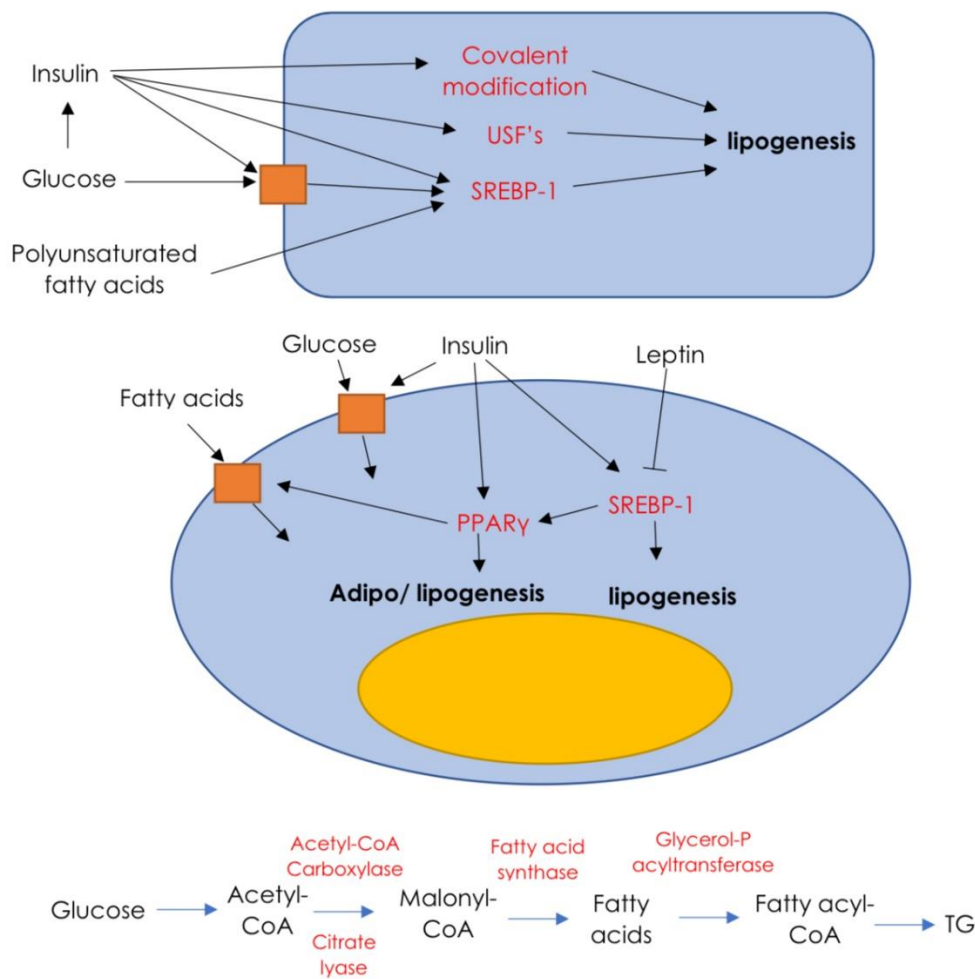 Insulin
Covalent
modification
USF's
lipogenesis
Glucose
SREBP-1
Polyunsaturated
fatty acids
Glucose
Insulin
Leptin
Fatty acids
PPARγ
SREBP-1
Adipo/ lipogenesis
lipogenesis
Acetyl-CoA
Carboxylase
Fatty acid
synthase
Glycerol-P
acyltransferase
Glucose
Acetyl-
CoA
Malonyl-
CoA
Fatty
acids
Fatty acyl-
CoA
TG
Citrate
lyase